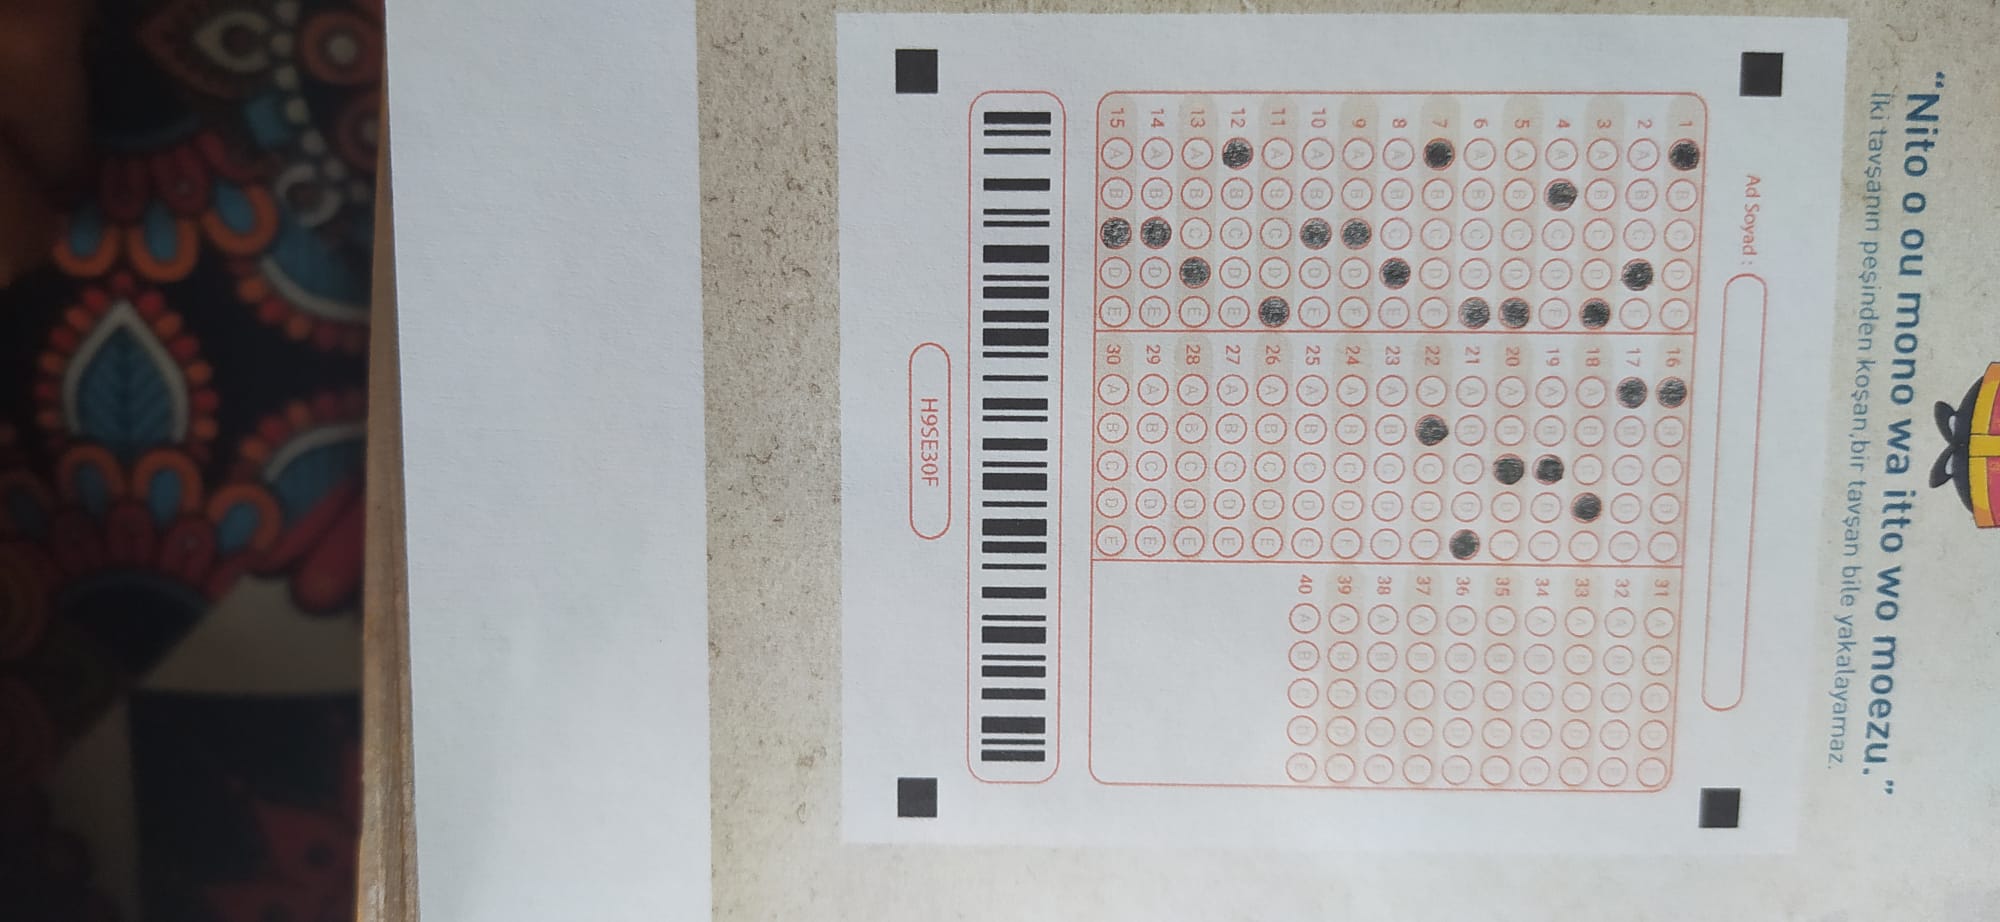 “Nito o ou mono wa itto wo moezu.”
İki tavşanın peşinden koşan, bir tavşan bile yakalayamaz.
Ad Soyad :
1 B C D E 16 B C D E 31 A B C D E
2 A B C E 17 B C D E 32 A B C D E
3 A B C D 18 A B C E 33 A B C D E
4 A C D E 19 A B D E 34 A B C D E
5 A B C D 20 A B D E 35 A B C D E
6 A B C D 21 A B C D 36 A B C D E
7 B C D E 22 A C D E 37 A B C D E
8 A B C E 23 A B C D E 38 A B C D E
9 A B D E 24 A B C D E 39 A B C D E
10 A B D E 25 A B C D E 40 A B C D E
11 A B C D 26 A B C D E
12 B C D E 27 A B C D E
13 A B C E 28 A B C D E
14 A B D E 29 A B C D E
15 A B D E 30 A B C D E
H9SE30F